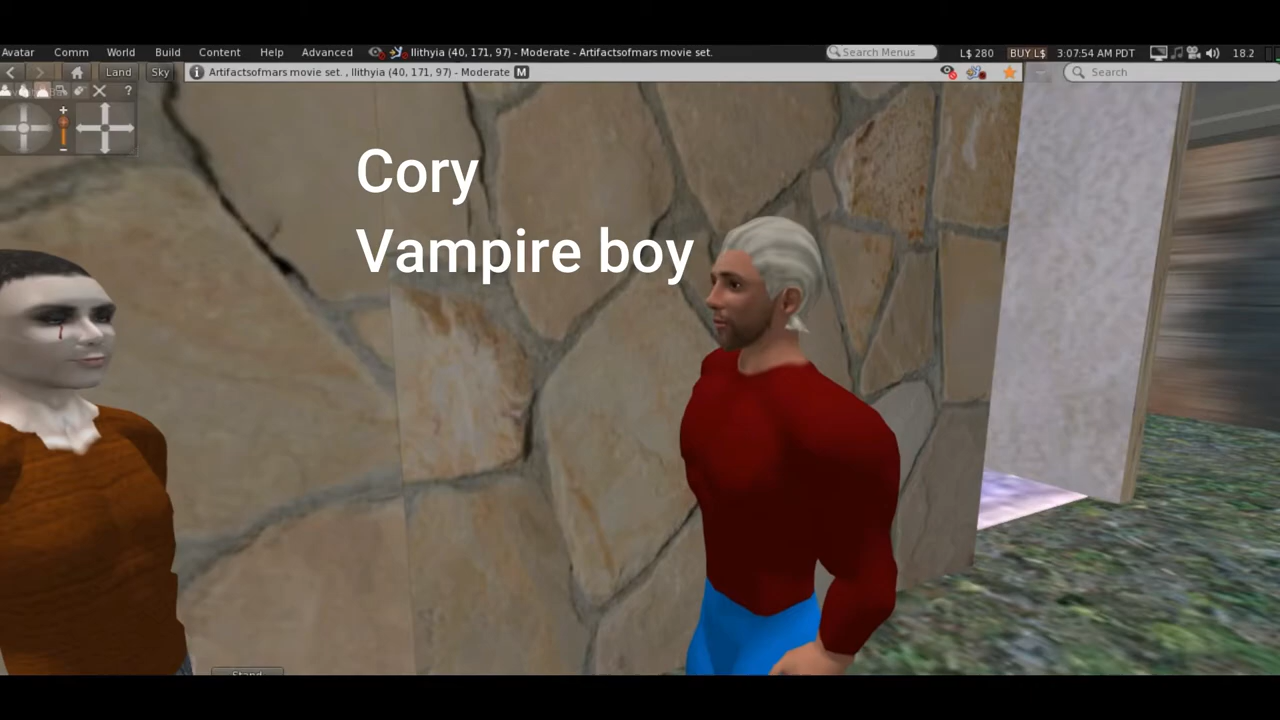 Avatar Comm World Build Content Help Advanced Ilithyia (40, 171, 97) - Moderate - Artifactsofmars movie set. Search Menus L$ 280 BUY L$ 3:07:54 AM PDT 18.2
Land Sky Artifactsofmars movie set. , Ilithyia (40, 171, 97) - Moderate M Search
?
Cory
Vampire boy
Stand